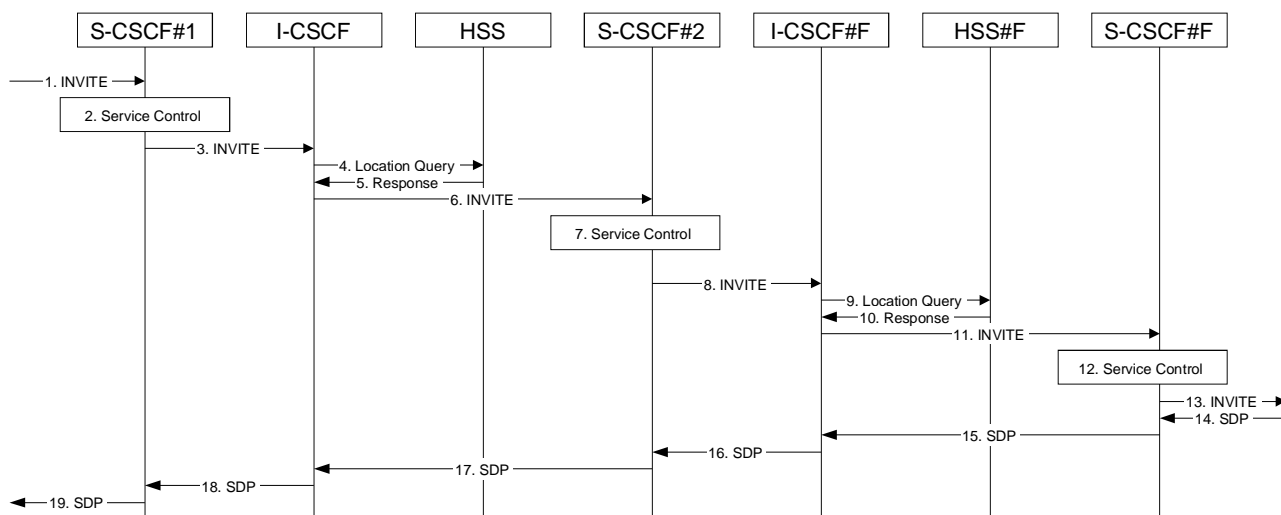 S-CSCF#1
I-CSCF
HSS
S-CSCF#2
I-CSCF#F
HSS#F
S-CSCF#F
1. INVITE
2. Service Control
3. INVITE
4. Location Query
5. Response
6. INVITE
7. Service Control
8. INVITE
9. Location Query
10. Response
11. INVITE
12. Service Control
13. INVITE
14. SDP
15. SDP
16. SDP
17. SDP
18. SDP
19. SDP